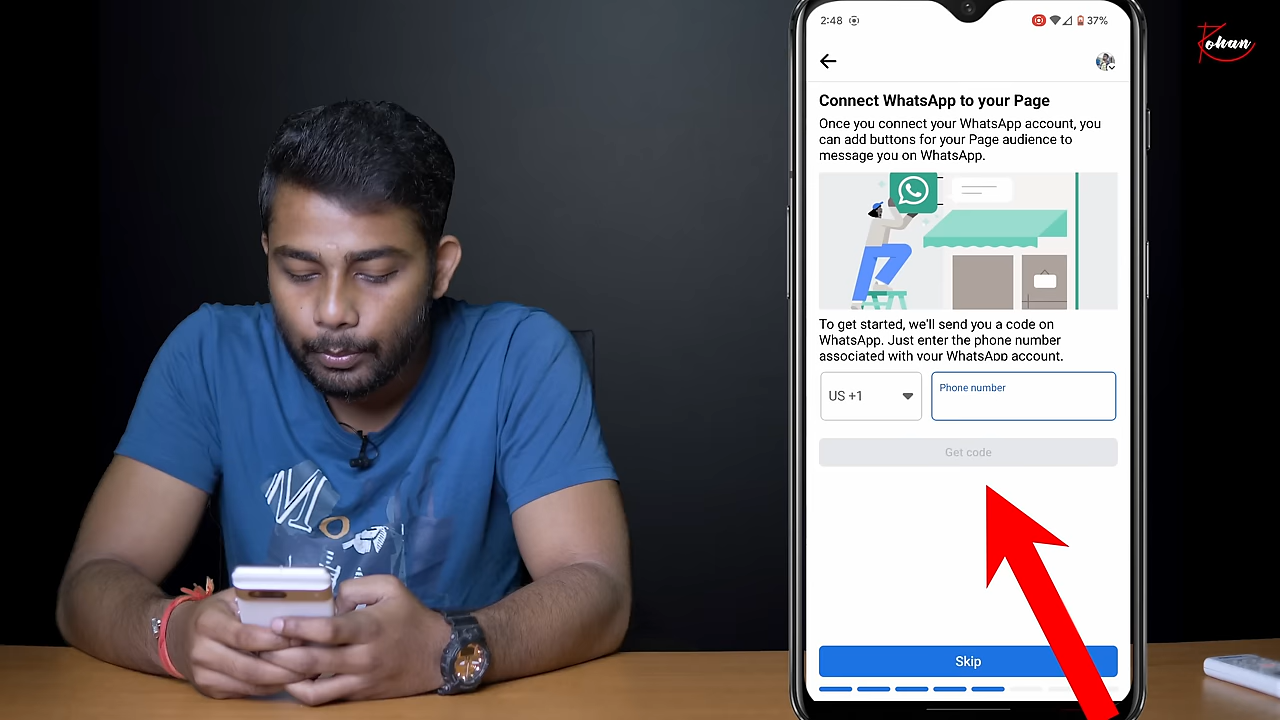 2:48
37%
Rohan
Connect WhatsApp to your Page
Once you connect your WhatsApp account, you
can add buttons for your Page audience to
message you on WhatsApp.
To get started, we'll send you a code on
WhatsApp. Just enter the phone number
associated with your WhatsApp account.
US +1
Phone number
Get code
Skip